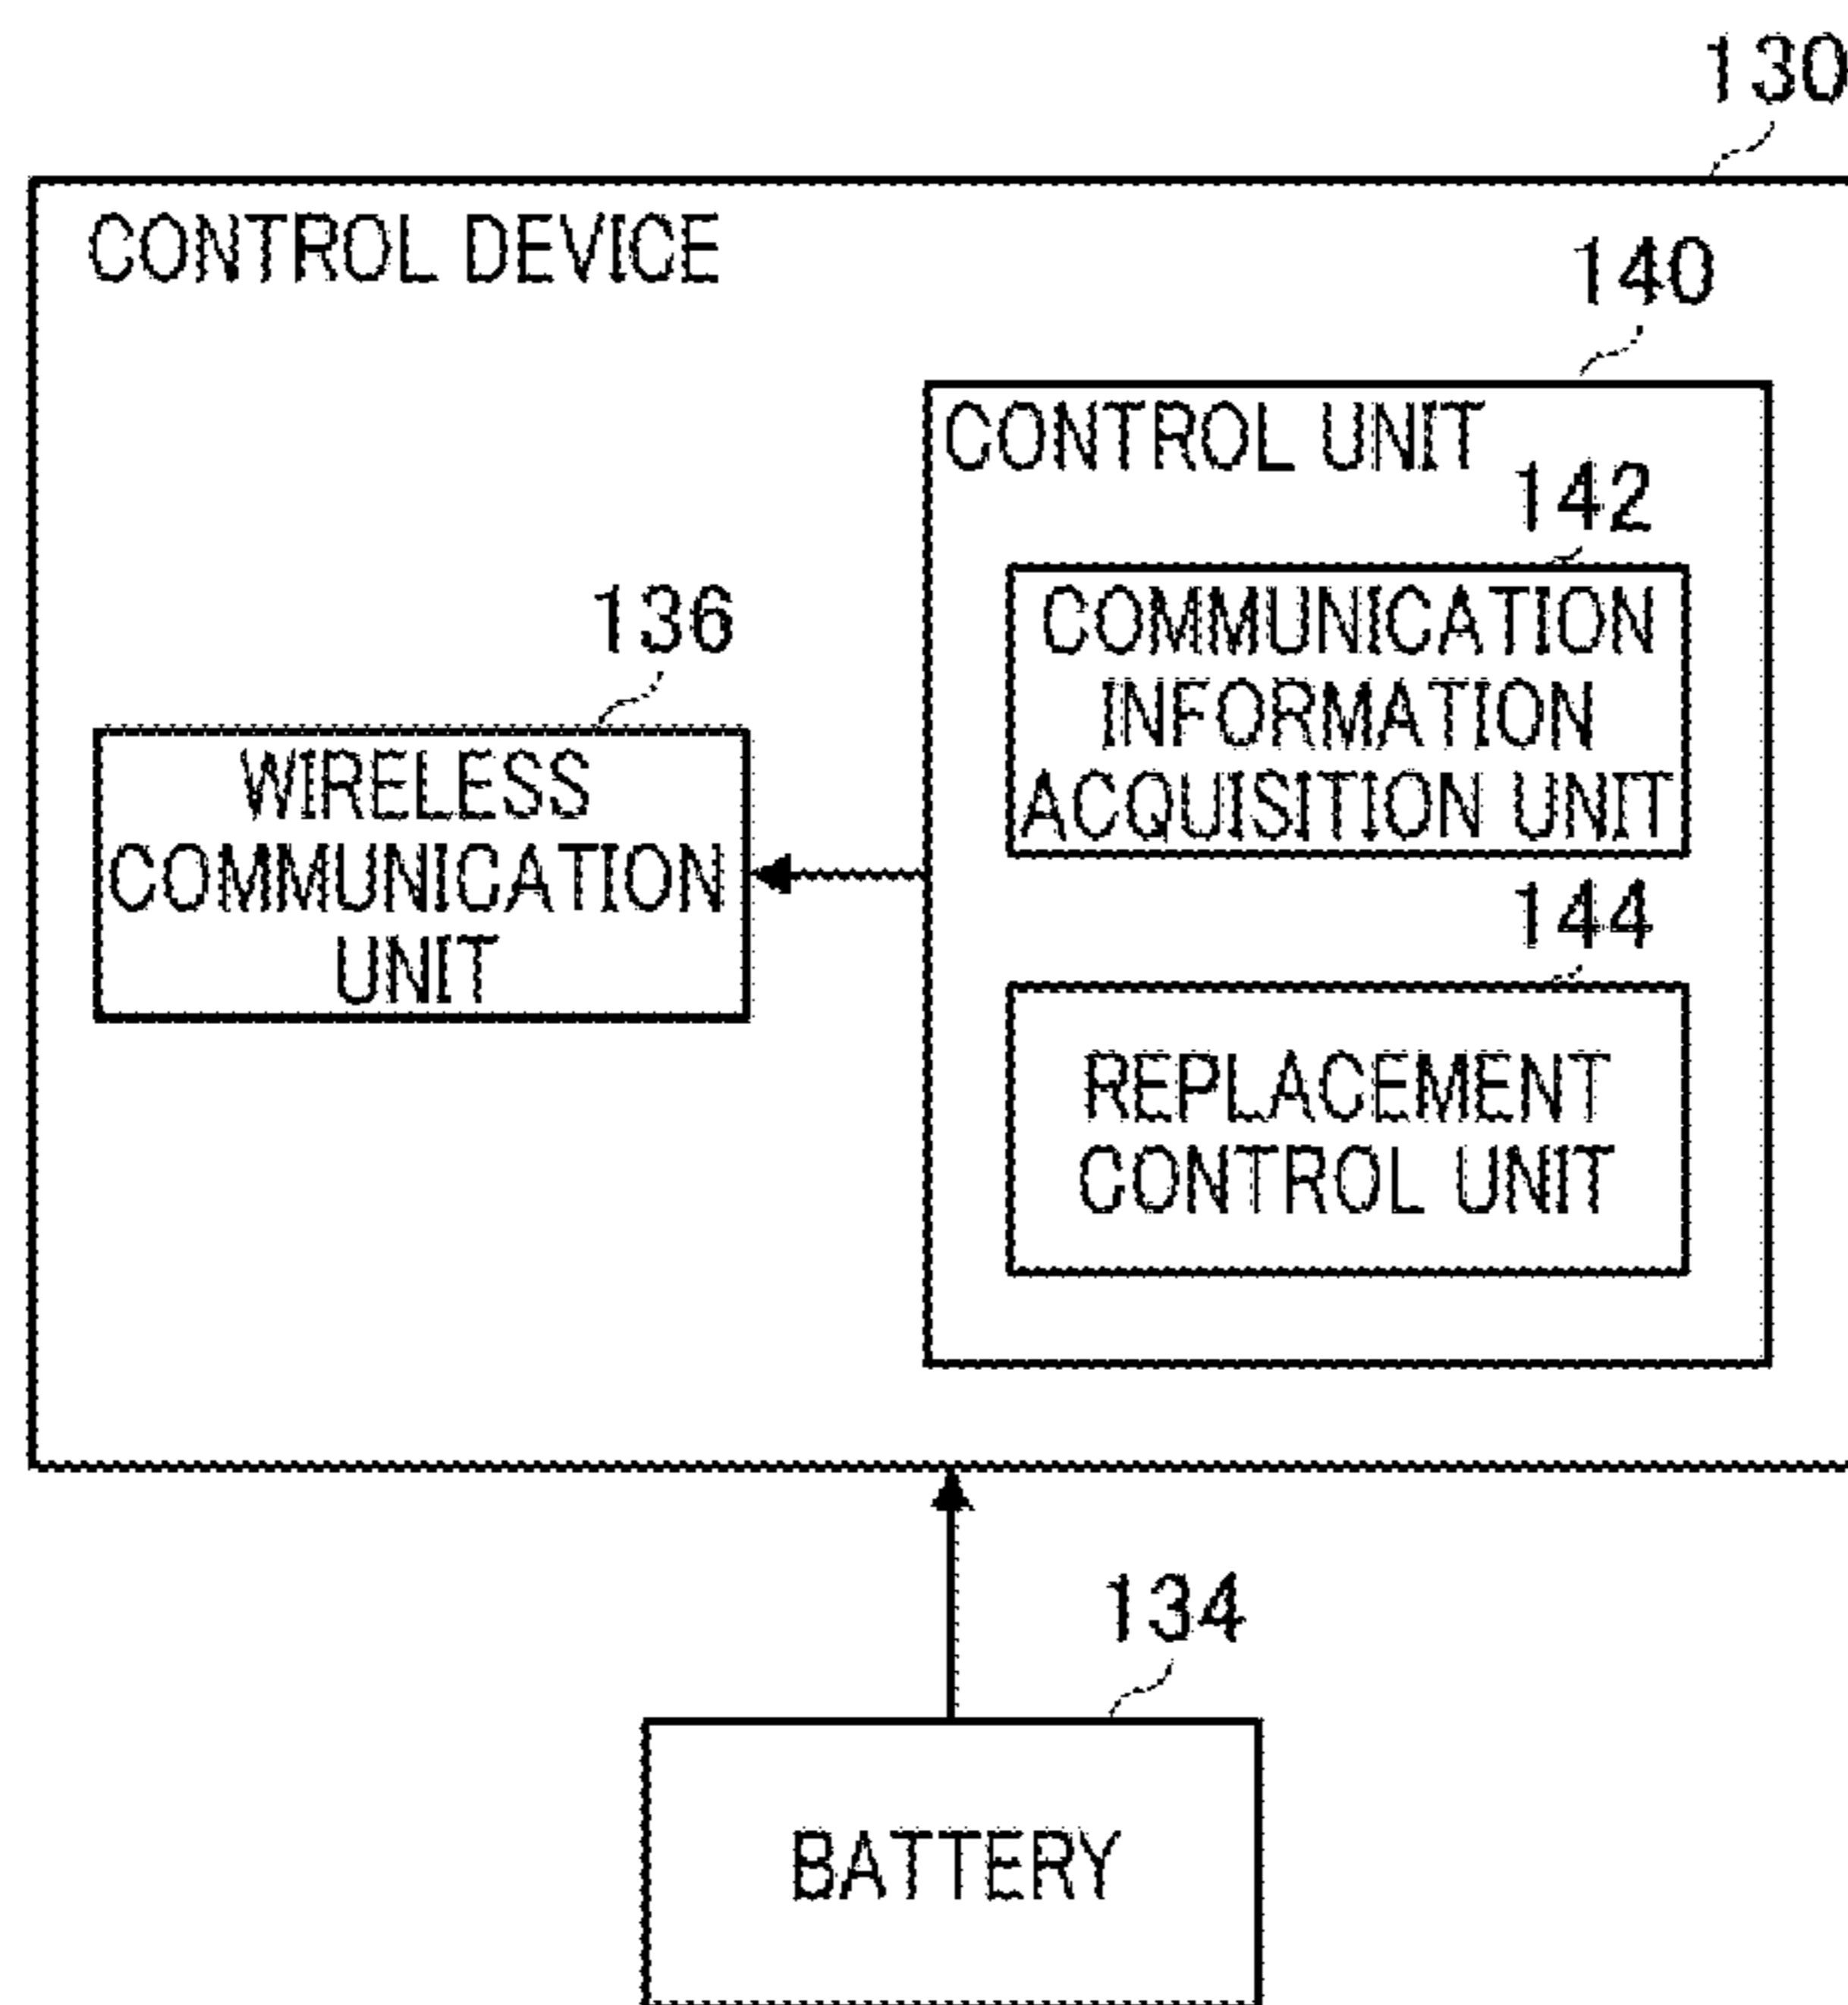 130
CONTROL DEVICE
140
CONTROL UNIT
142
COMMUNICATION
INFORMATION
ACQUISITION UNIT
136
WIRELESS
COMMUNICATION
UNIT
144
REPLACEMENT
CONTROL UNIT
134
BATTERY